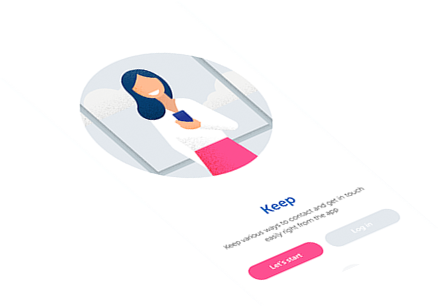 Keep
Keep various ways to contact and get in touch
easily right from the app
Let's start
Log in